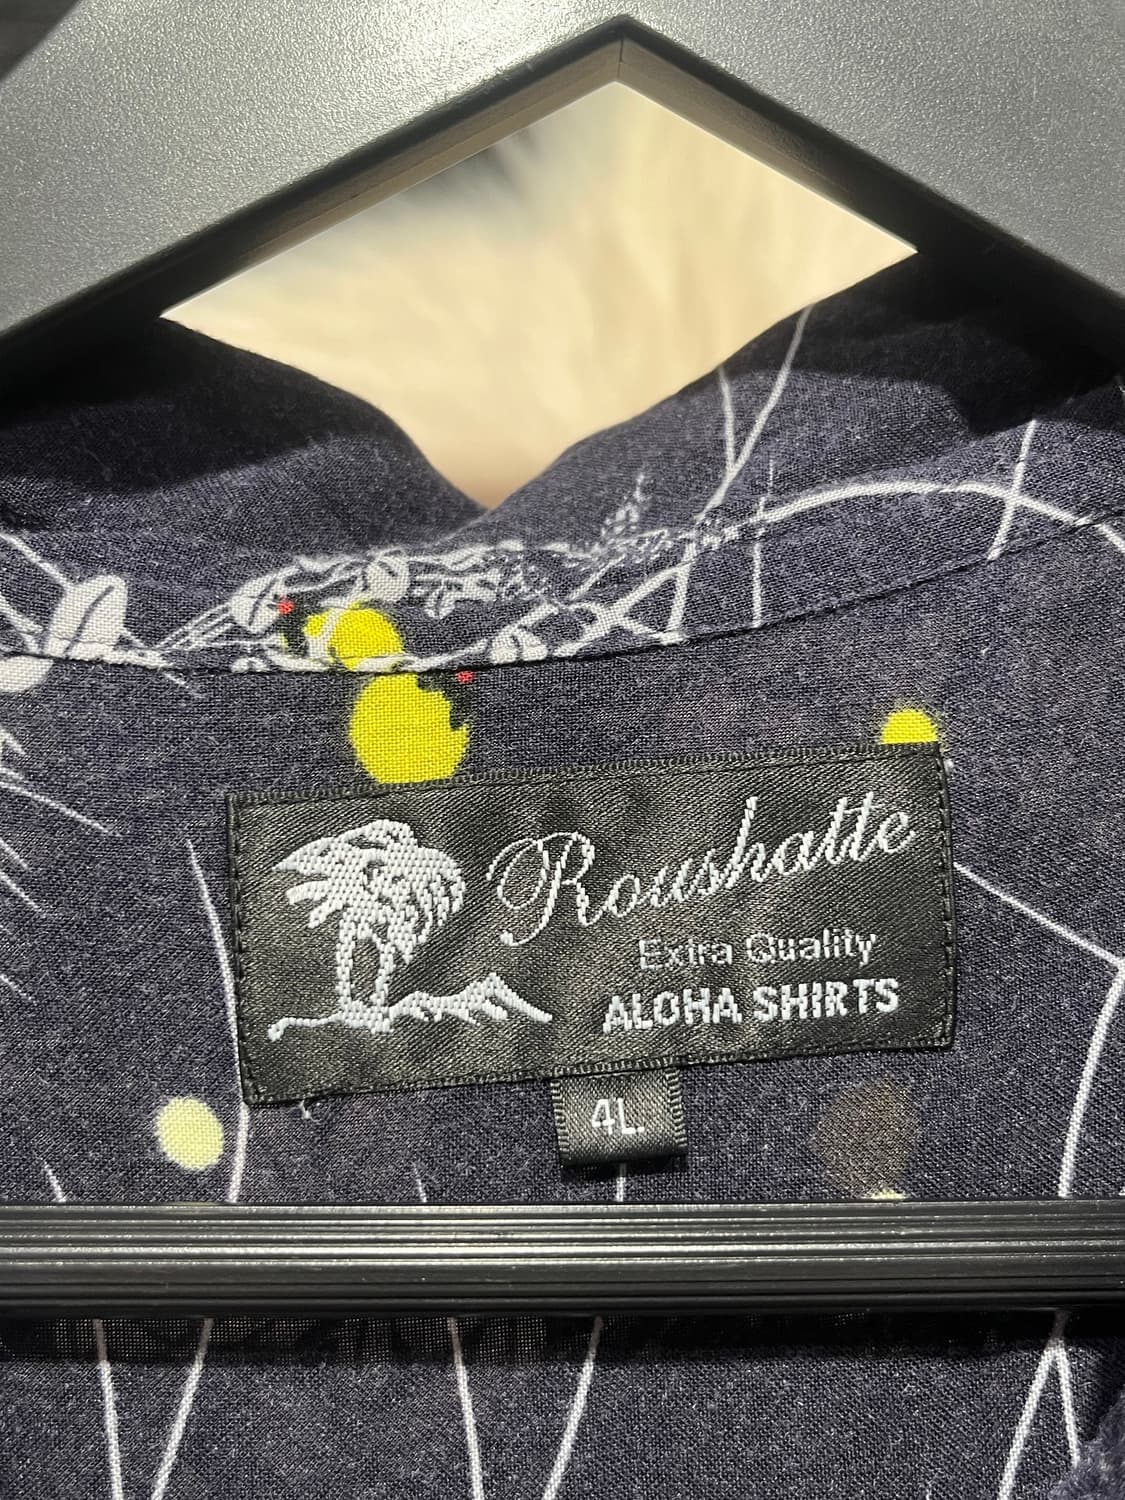 Roushatte
Extra Quality
ALOHA SHIRTS
4L.